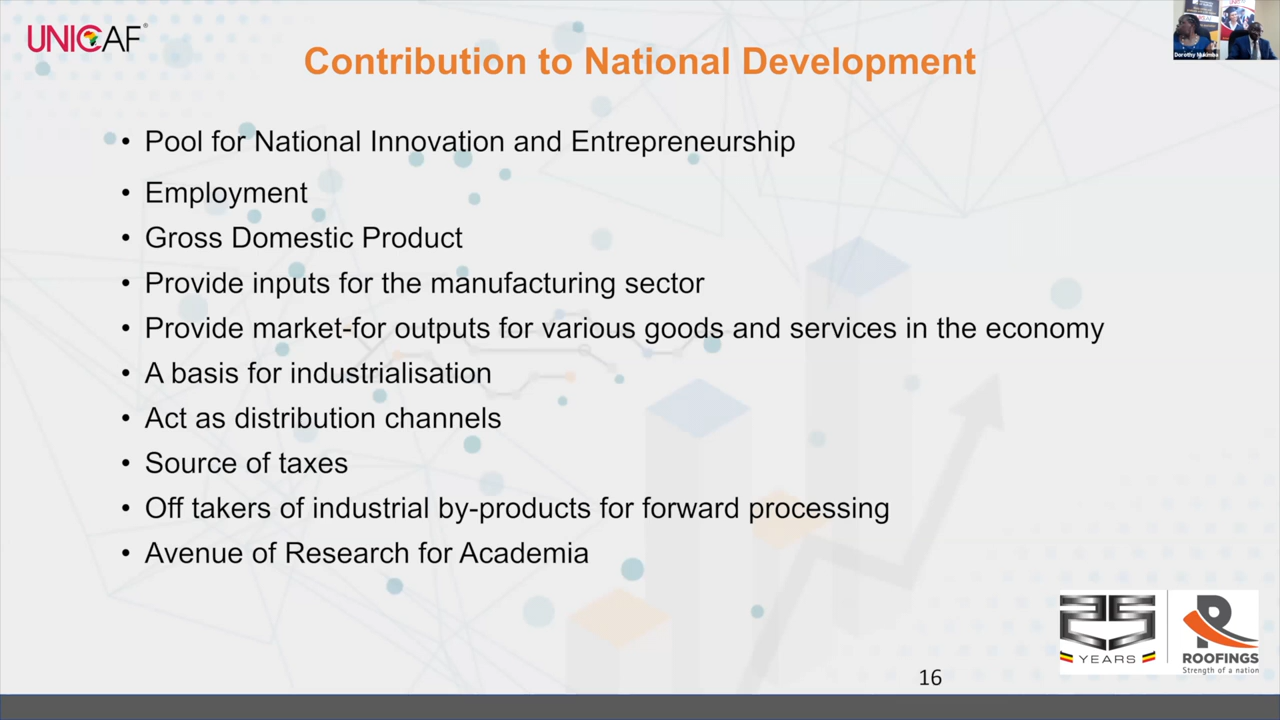 UNICAF®
Contribution to National Development
• Pool for National Innovation and Entrepreneurship
• Employment
• Gross Domestic Product
• Provide inputs for the manufacturing sector
• Provide market-for outputs for various goods and services in the economy
• A basis for industrialisation
• Act as distribution channels
• Source of taxes
• Off takers of industrial by-products for forward processing
• Avenue of Research for Academia
25
YEARS
ROOFINGS
Strength of a nation
16